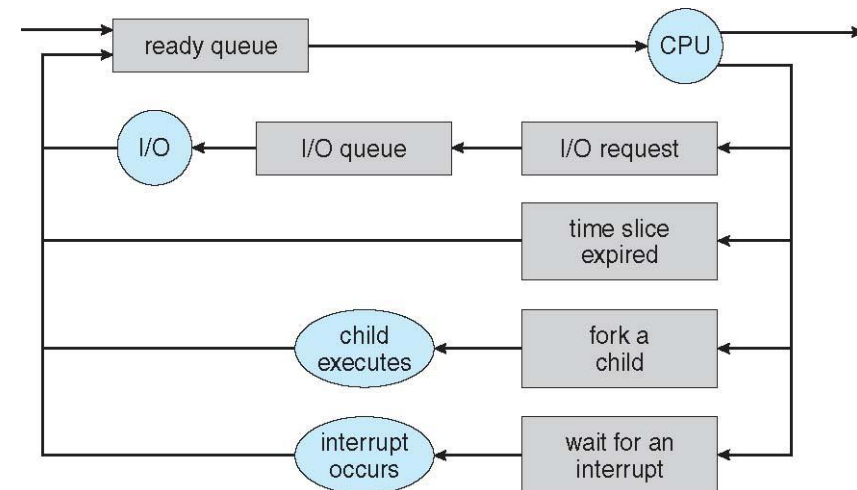 ready queue
CPU
I/O
I/O queue
I/O request
time slice
expired
child
executes
fork a
child
interrupt
occurs
wait for an
interrupt